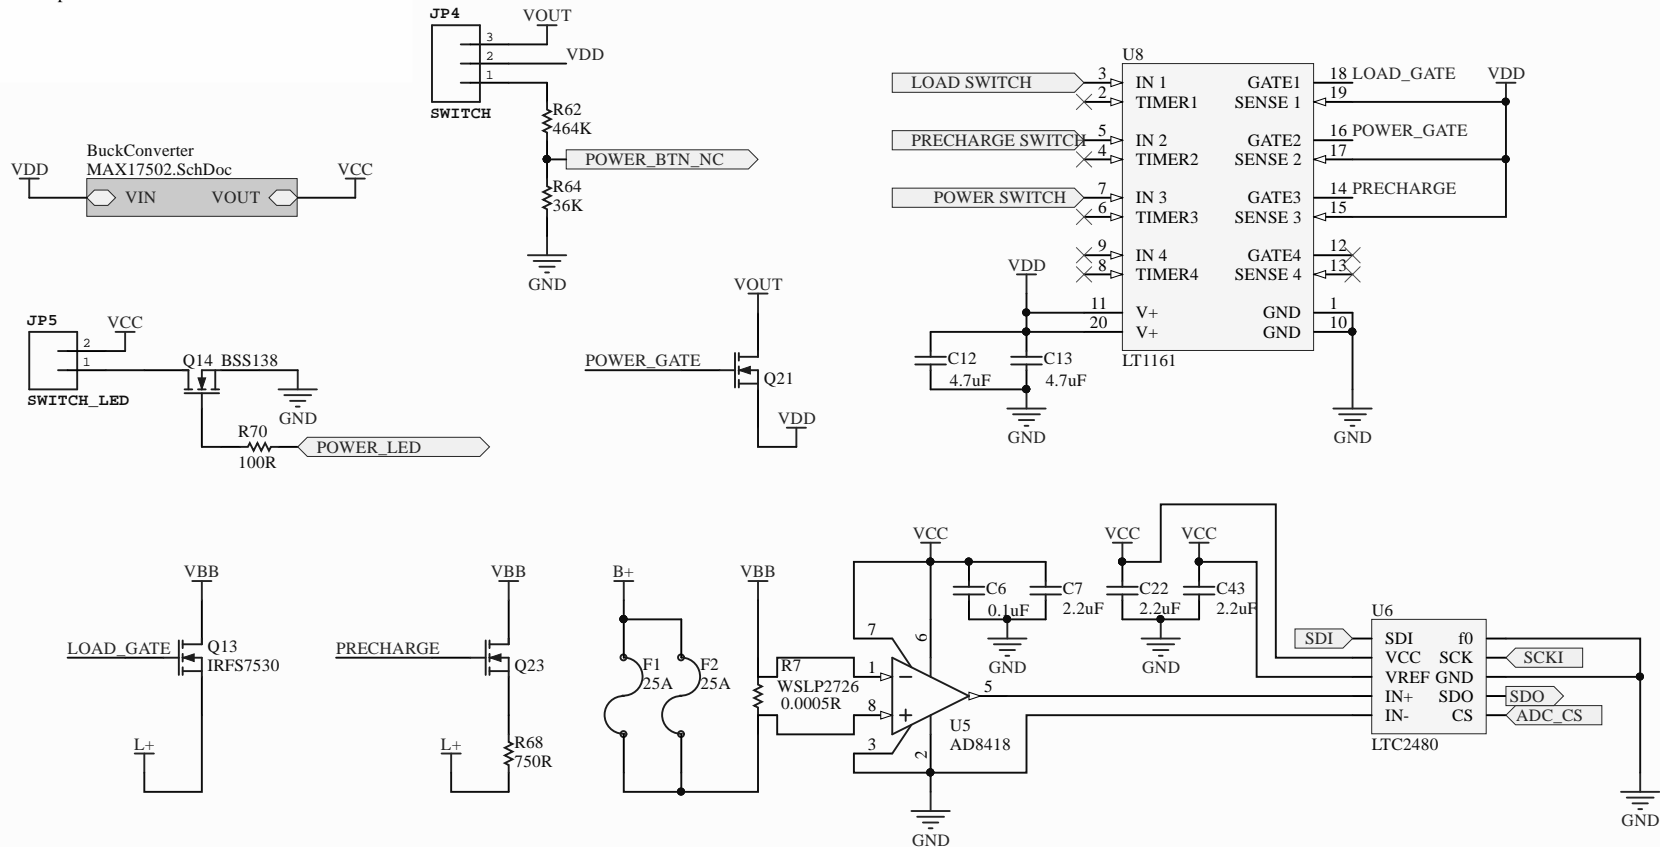 JP4
VOUT
3
2
VDD
1
SWITCH
R62
464K
POWER_BTN_NC
R64
36K
GND
BuckConverter
MAX17502.SchDoc
VDD
VIN
VOUT
VCC
U8
LOAD SWITCH
3
IN 1
GATE1
18
LOAD_GATE
VDD
2
TIMER1
SENSE 1
19
PRECHARGE SWITCH
5
IN 2
GATE2
16
POWER_GATE
4
TIMER2
SENSE 2
17
POWER SWITCH
7
IN 3
GATE3
14
PRECHARGE
6
TIMER3
SENSE 3
15
9
IN 4
GATE4
12
8
TIMER4
SENSE 4
13
VDD
11
V+
GND
1
20
V+
GND
10
LT1161
C12
4.7uF
C13
4.7uF
GND
GND
JP5
VCC
2
1
SWITCH_LED
Q14
BSS138
GND
R70
100R
POWER_LED
VOUT
POWER_GATE
Q21
VDD
VBB
LOAD_GATE
Q13
IRFS7530
L+
VBB
PRECHARGE
Q23
R68
750R
L+
B+
F1
25A
F2
25A
VBB
R7
WSLP2726
0.0005R
VCC
C6
0.1uF
C7
2.2uF
GND
7
6
1
8
5
3
2
U5
AD8418
GND
VCC
VCC
C22
2.2uF
C43
2.2uF
GND
U6
SDI
SDI
f0
VCC
SCK
SCKI
VREF
GND
IN+
SDO
SDO
IN-
CS
ADC_CS
LTC2480
GND